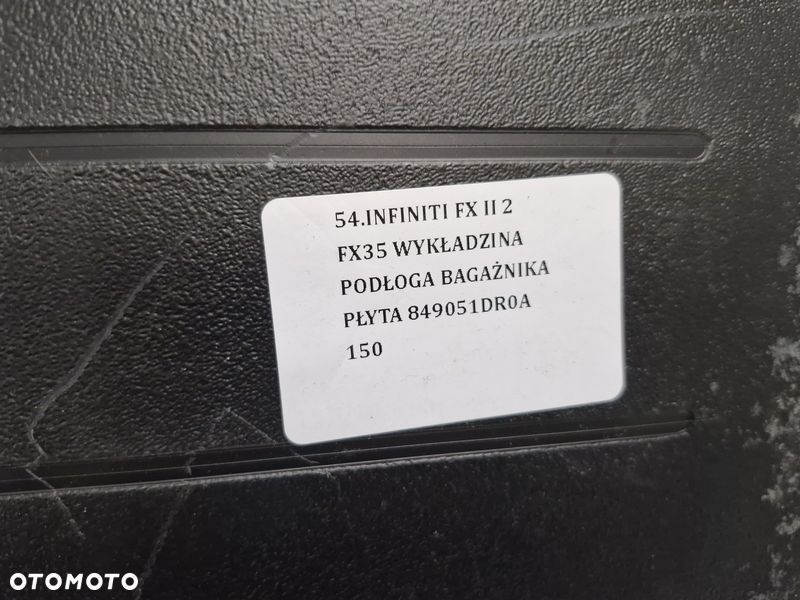 54.INFINITI FX II 2
FX35 WYKŁADZINA
PODŁOGA BAGAŻNIKA
PŁYTA 849051DR0A
150
OTOMOTO